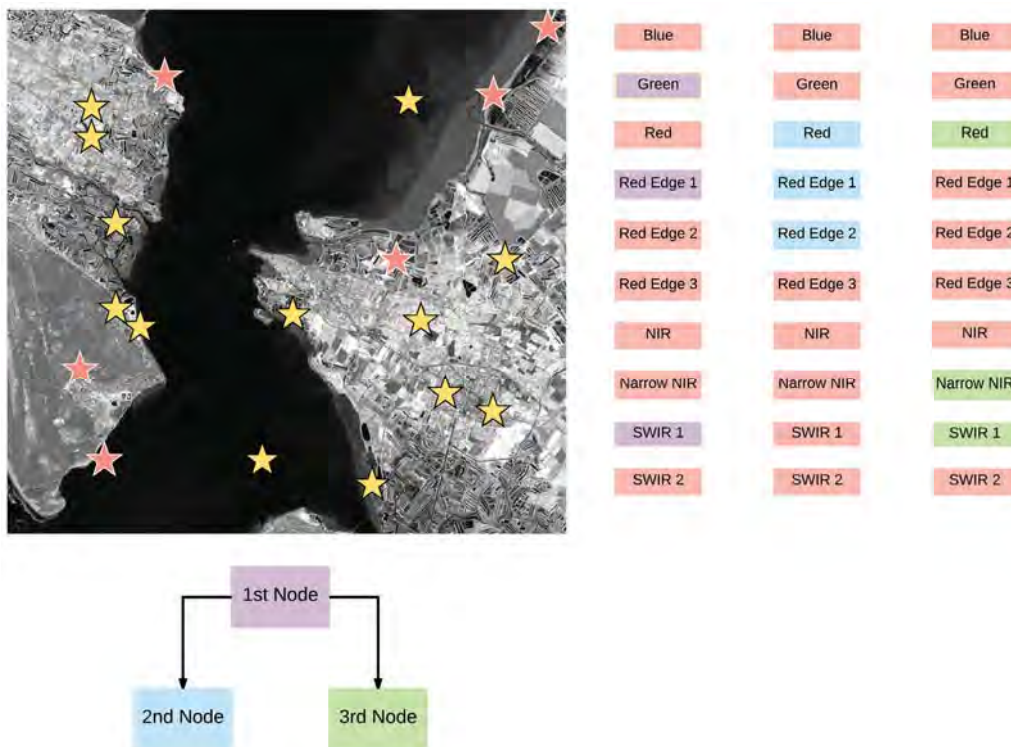 Blue Blue Blue
Green Green Green
Red Red Red
Red Edge 1 Red Edge 1 Red Edge 1
Red Edge 2 Red Edge 2 Red Edge 2
Red Edge 3 Red Edge 3 Red Edge 3
NIR NIR NIR
Narrow NIR Narrow NIR Narrow NIR
SWIR 1 SWIR 1 SWIR 1
SWIR 2 SWIR 2 SWIR 2
1st Node
2nd Node 3rd Node